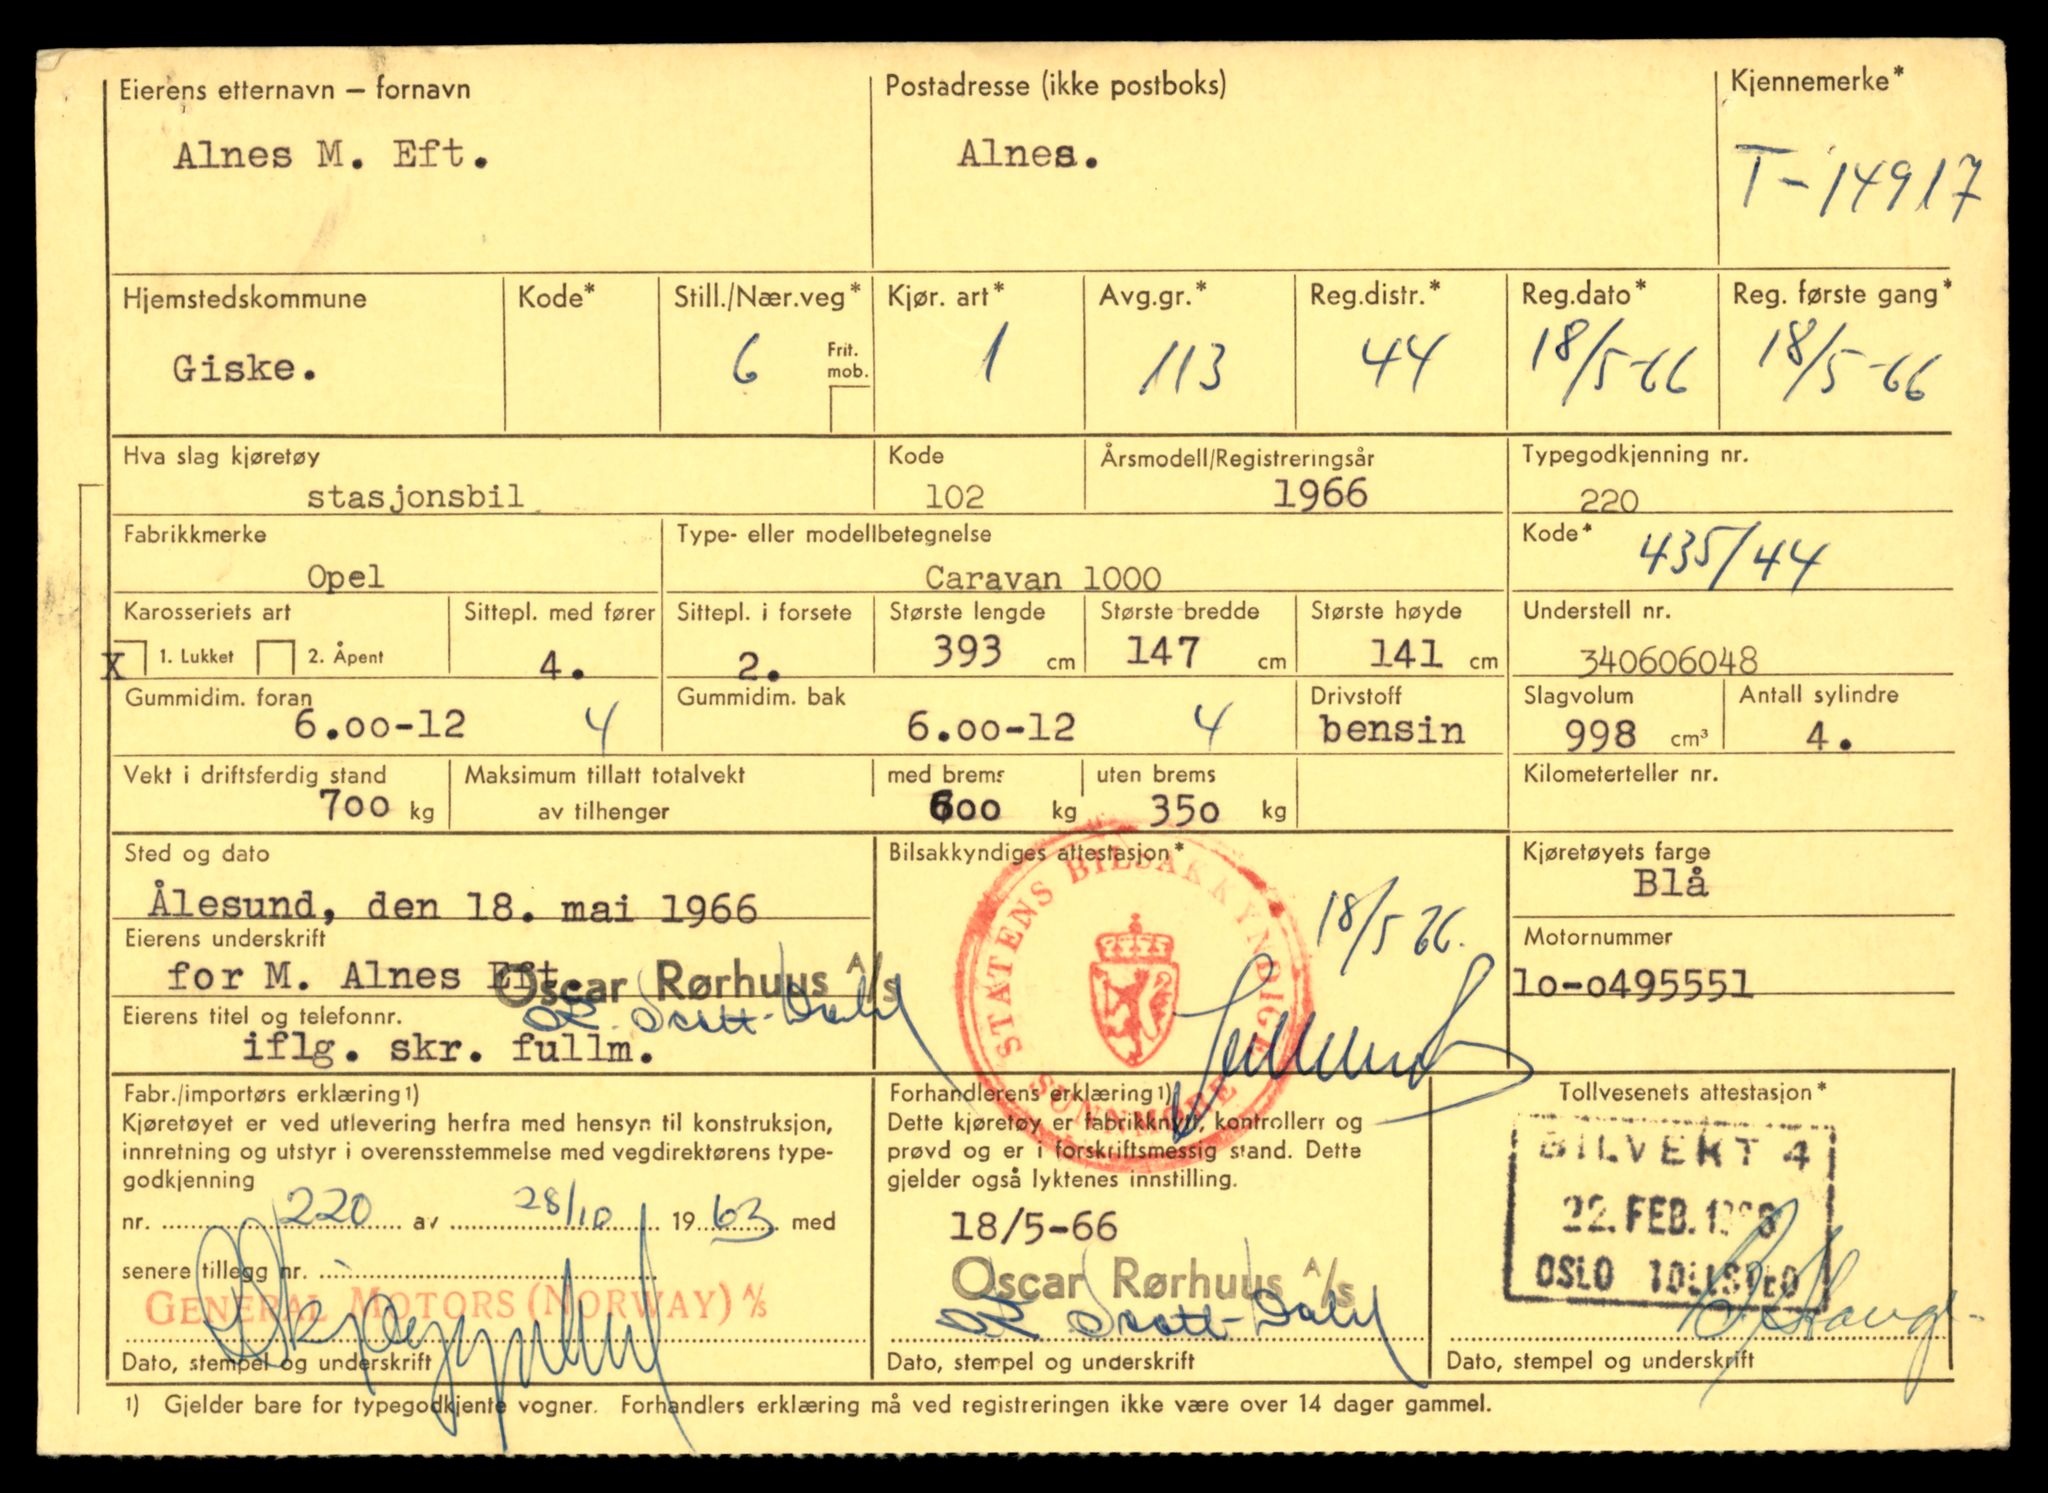 Eierens etternavn – fornavn Postadresse (ikke postboks) Kjennemerke*
Alnes M. Eft. Alnes. T-14917
Hjemstedskommune Kode* Still./Nær.veg* Kjør. art* Avg.gr.* Reg.distr.* Reg.dato* Reg. første gang*
Giske. 6 Frit. mob. 1 113 44 18/5-66 18/5-66
Hva slag kjøretøy Kode Årsmodell/Registreringsår Typegodkjenning nr.
stasjonsbil 102 1966 220
Fabrikkmerke Type- eller modellbetegnelse Kode* 435/44
Opel Caravan 1000
Karosseriets art Sittepl. med fører Sittepl. i forsete Største lengde Største bredde Største høyde Understell nr.
X 1. Lukket 2. Åpent 4. 2. 393 cm 147 cm 141 cm 340606048
Gummidim. foran Gummidim. bak Drivstoff Slagvolum Antall sylindre
6.00-12 4 6.00-12 4 bensin 998 cm³ 4.
Vekt i driftsferdig stand Maksimum tillatt totalvekt med brems uten brems Kilometerteller nr.
700 kg av tilhenger 600 kg 350 kg
Sted og dato Bilsakkyndiges attestasjon* Kjøretøyets farge
Ålesund, den 18. mai 1966 18/5 66. Blå
STATENS BILSAKKYNDIGE SUNNMØRE
Eierens underskrift Motornummer
for M. Alnes Eft. Oscar Rørhuus A/S 10-0495551
Eierens titel og telefonnr.
iflg. skr. fullm.
Fabr./importørs erklæring 1) Forhandlerens erklæring 1) Tollvesenets attestasjon*
Kjøretøyet er ved utlevering herfra med hensyn til konstruksjon,
innretning og utstyr i overensstemmelse med vegdirektørens type-
godkjenning
nr. 220 av 28/10 1963 med
senere tillegg nr.
GENERAL MOTORS (NORWAY) A/S
Dato, stempel og underskrift
Dette kjøretøy er fabrikknytt, kontrollert og
prøvd og er i forskriftsmessig stand. Dette
gjelder også lyktenes innstilling.
18/5-66
Oscar Rørhuus A/S
Dato, stempel og underskrift
BILVERKT 4
22. FEB. 1966
OSLO TOLLSTED
Dato, stempel og underskrift
1) Gjelder bare for typegodkjente vogner. Forhandlers erklæring må ved registreringen ikke være over 14 dager gammel.